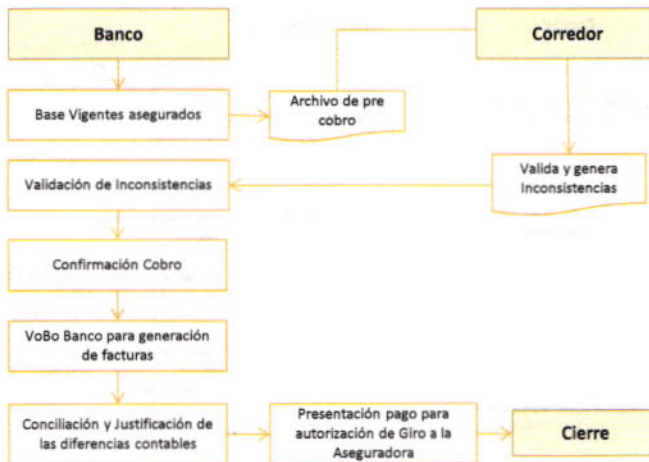 Banco
Corredor
Base Vigentes asegurados
Archivo de pre
cobro
Validación de Inconsistencias
Valida y genera
Inconsistencias
Confirmación Cobro
VoBo Banco para generación
de facturas
Conciliación y Justificación de
las diferencias contables
Presentación pago para
autorización de Giro a la
Aseguradora
Cierre